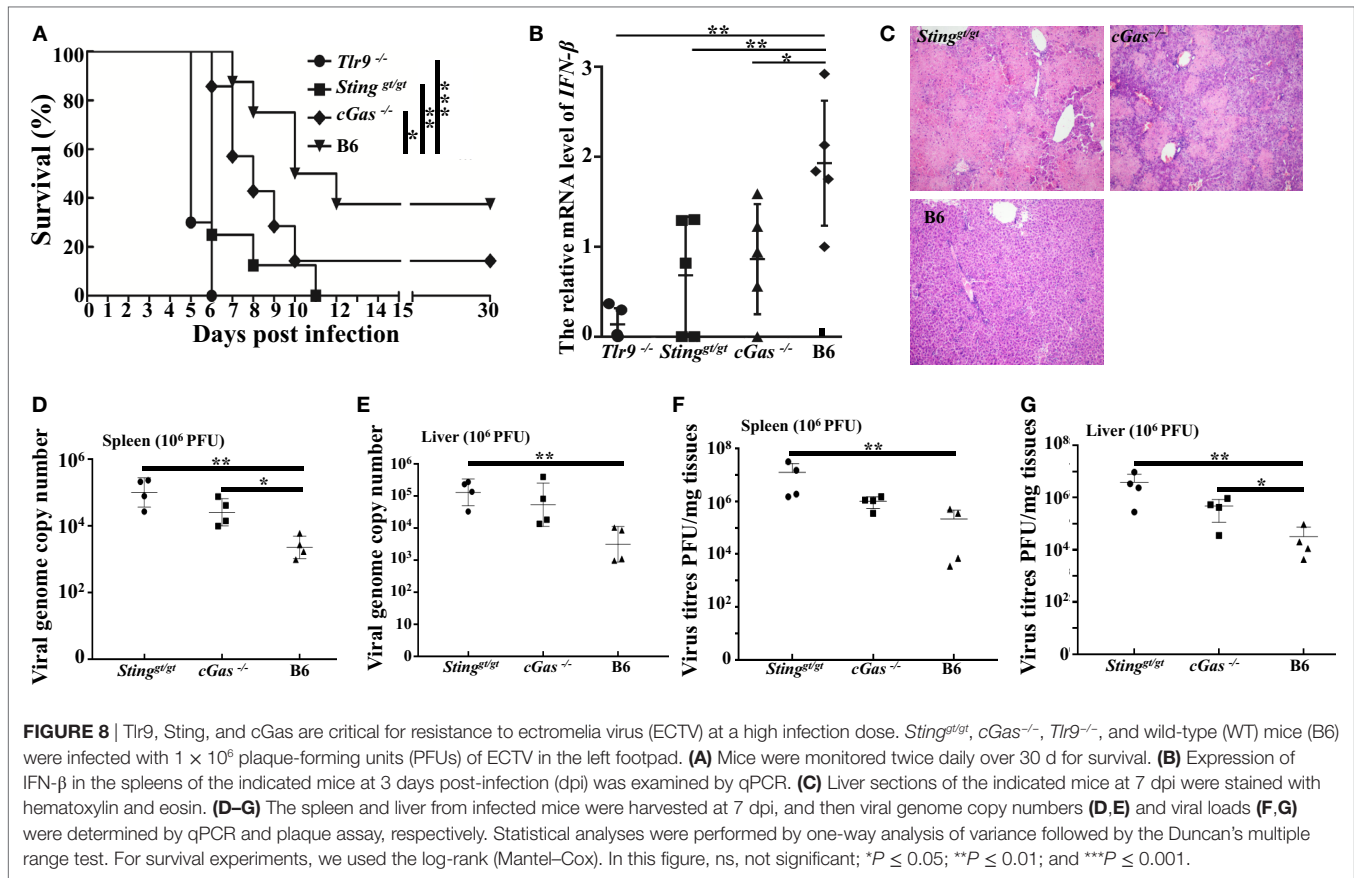 A
Survival (%)
100
80
60
40
20
0
0 1 2 3 4 5 6 7 8 9 10 12 14 15 30
Days post infection
Tlr9 -/-
Sting gt/gt
cGas -/-
B6
*
**
***
B
The relative mRNA level of IFN-β
3
2
1
0
**
**
*
Tlr9 -/- Sting gt/gt cGas -/- B6
C
Sting gt/gt
cGas−/−
B6
D
Spleen (10⁶ PFU)
Viral genome copy number
10⁶
10⁴
10²
0
**
*
Sting gt/gt cGas -/- B6
E
Liver (10⁶ PFU)
Viral genome copy number
10⁶
10⁵
10⁴
10³
10²
10
0
**
Sting gt/gt cGas -/- B6
F
Spleen (10⁶ PFU)
Virus titres PFU/mg tissues
10⁸
10⁶
10⁴
10²
0
**
Sting gt/gt cGas -/- B6
G
Liver (10⁶ PFU)
Virus titres PFU/mg tissues
10⁸
10⁶
10⁴
10²
0
**
*
Sting gt/gt cGas -/- B6
FIGURE 8 | Tlr9, Sting, and cGas are critical for resistance to ectromelia virus (ECTV) at a high infection dose. Sting gt/gt, cGas−/−, Tlr9−/−, and wild-type (WT) mice (B6)
were infected with 1 × 10⁶ plaque-forming units (PFUs) of ECTV in the left footpad. (A) Mice were monitored twice daily over 30 d for survival. (B) Expression of
IFN-β in the spleens of the indicated mice at 3 days post-infection (dpi) was examined by qPCR. (C) Liver sections of the indicated mice at 7 dpi were stained with
hematoxylin and eosin. (D–G) The spleen and liver from infected mice were harvested at 7 dpi, and then viral genome copy numbers (D,E) and viral loads (F,G)
were determined by qPCR and plaque assay, respectively. Statistical analyses were performed by one-way analysis of variance followed by the Duncan's multiple
range test. For survival experiments, we used the log-rank (Mantel–Cox). In this figure, ns, not significant; *P ≤ 0.05; **P ≤ 0.01; and ***P ≤ 0.001.